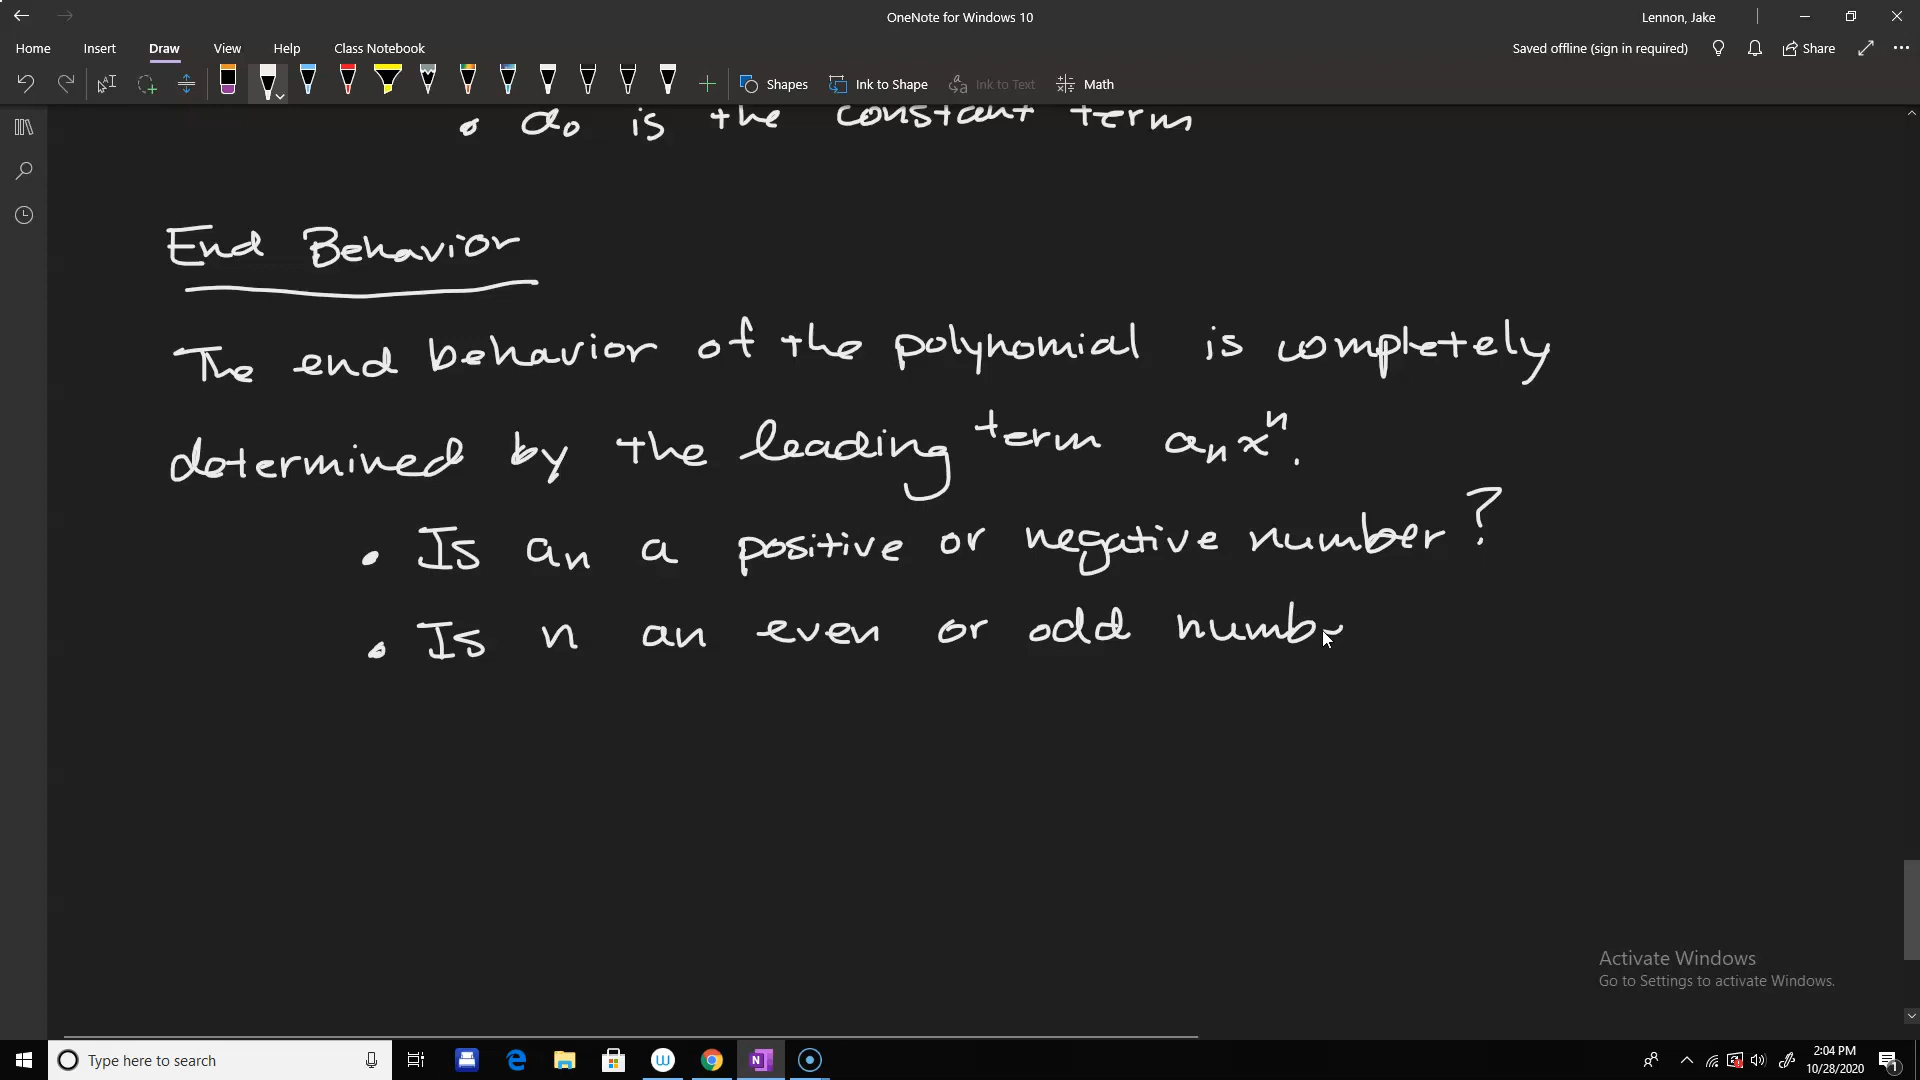 OneNote for Windows 10
Lennon, Jake
Home Insert Draw View Help Class Notebook
Saved offline (sign in required) Share
Shapes Ink to Shape Ink to Text Math
• a₀ is the constant term
End Behavior
The end behavior of the polynomial is completely
determined by the leading term aₙxⁿ.
• Is aₙ a positive or negative number?
• Is n an even or odd numbe
Activate Windows
Go to Settings to activate Windows.
Type here to search
2:04 PM
10/28/2020
1